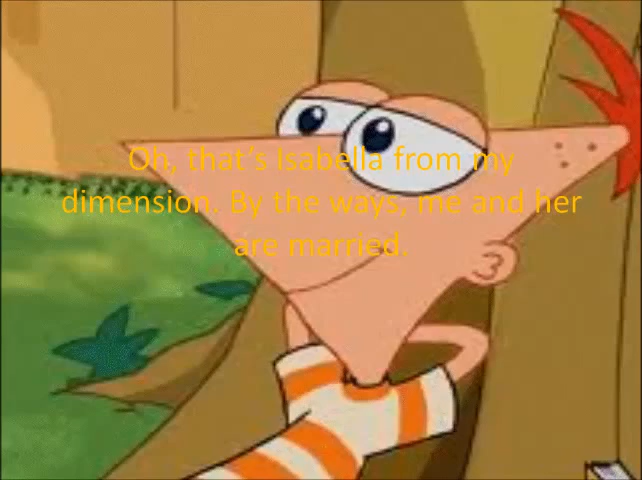 Oh, that's Isabella from my
dimension. By the ways, me and her
are married.